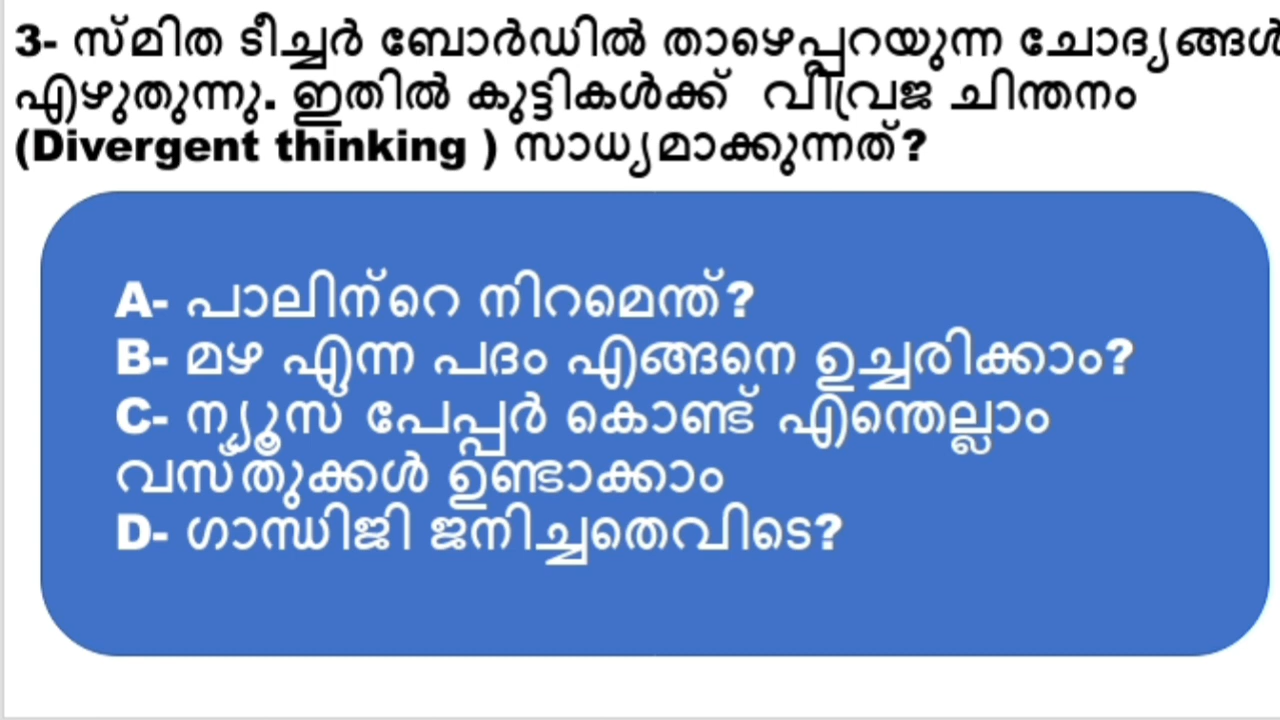 3- സ്മിത ടീച്ചർ ബോർഡിൽ താഴെപ്പറയുന്ന ചോദ്യങ്ങൾ
എഴുതുന്നു. ഇതിൽ കുട്ടികൾക്ക് വിവ്രജ ചിന്തനം
(Divergent thinking ) സാധ്യമാക്കുന്നത്?
A- പാലിന്റെ നിറമെന്ത്?
B- മഴ എന്ന പദം എങ്ങനെ ഉച്ചരിക്കാം?
C- ന്യൂസ് പേപ്പർ കൊണ്ട് എന്തെല്ലാം
വസ്തുക്കൾ ഉണ്ടാക്കാം
D- ഗാന്ധിജി ജനിച്ചതെവിടെ?